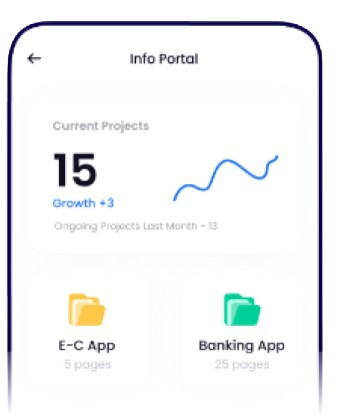 Info Portal
Current Projects
15
Growth +3
Ongoing Projects Last Month - 13
E-C App
Banking App
5 pages
25 pages